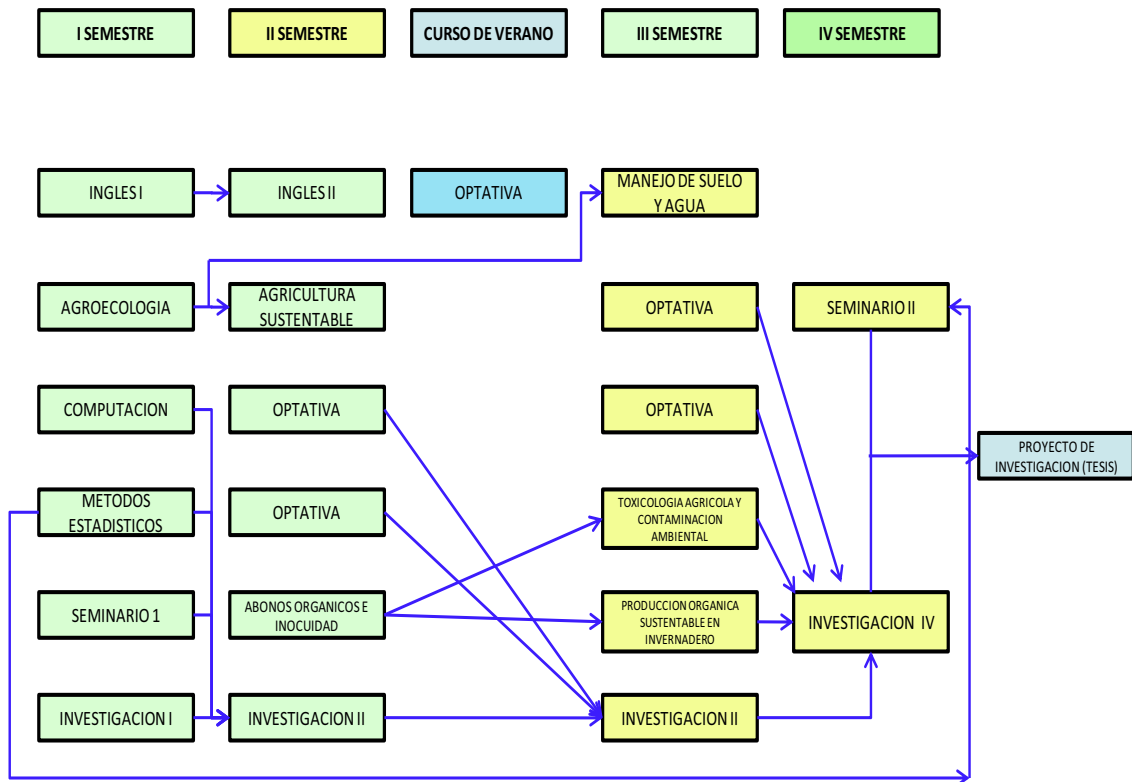 I SEMESTRE
II SEMESTRE
CURSO DE VERANO
III SEMESTRE
IV SEMESTRE
INGLES I
INGLES II
OPTATIVA
MANEJO DE SUELO
Y AGUA
AGROECOLOGIA
AGRICULTURA
SUSTENTABLE
OPTATIVA
SEMINARIO II
COMPUTACION
OPTATIVA
OPTATIVA
PROYECTO DE
INVESTIGACION (TESIS)
METODOS
ESTADISTICOS
OPTATIVA
TOXICOLOGIA AGRICOLA Y
CONTAMINACION
AMBIENTAL
SEMINARIO 1
ABONOS ORGANICOS E
INOCUIDAD
PRODUCCION ORGANICA
SUSTENTABLE EN
INVERNADERO
INVESTIGACION IV
INVESTIGACION I
INVESTIGACION II
INVESTIGACION II